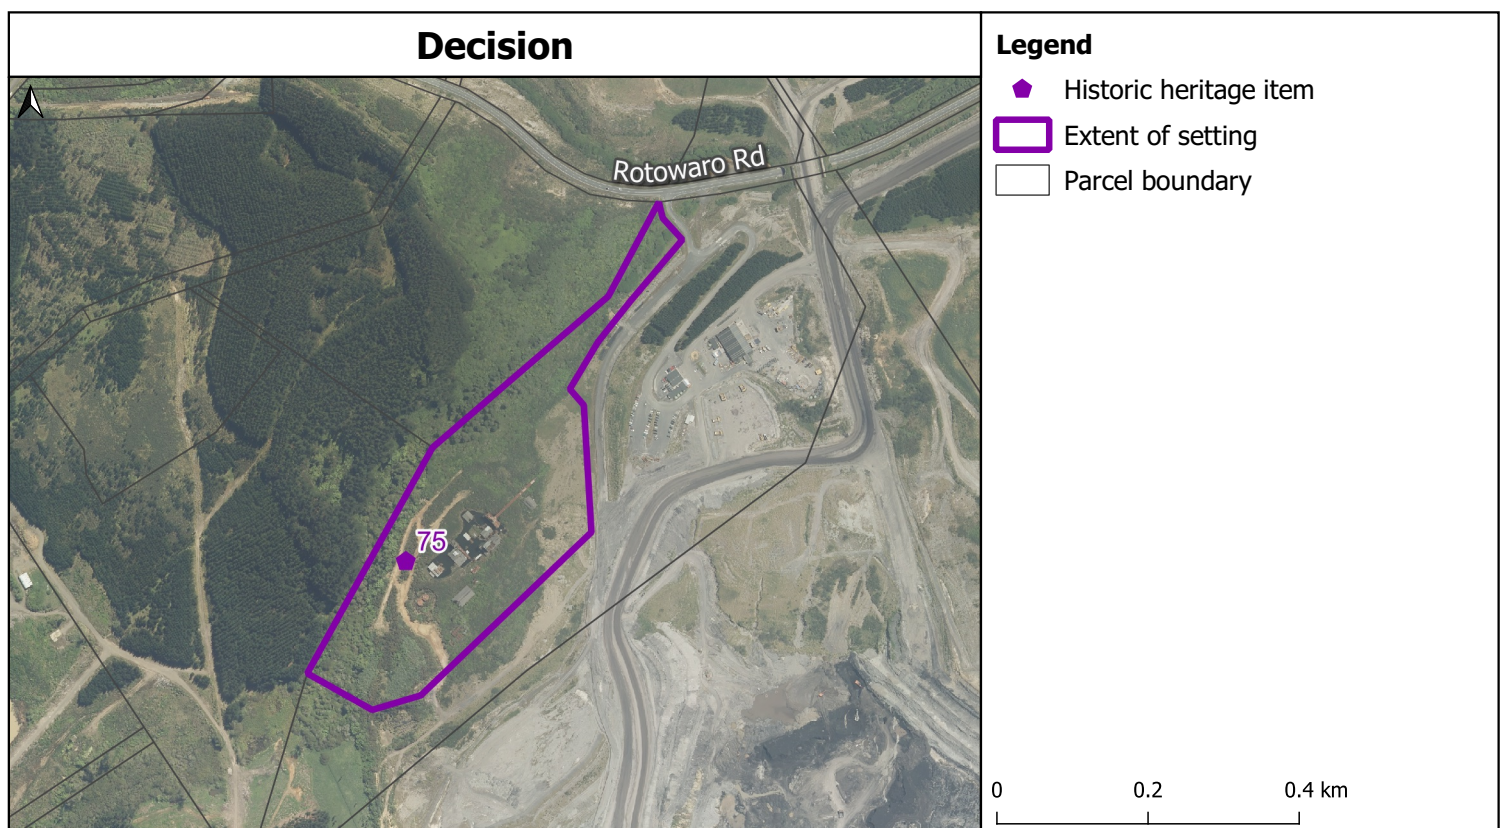 Decision
Legend
Historic heritage item
Extent of setting
Parcel boundary
Rotowaro Rd
75
0 0.2 0.4 km